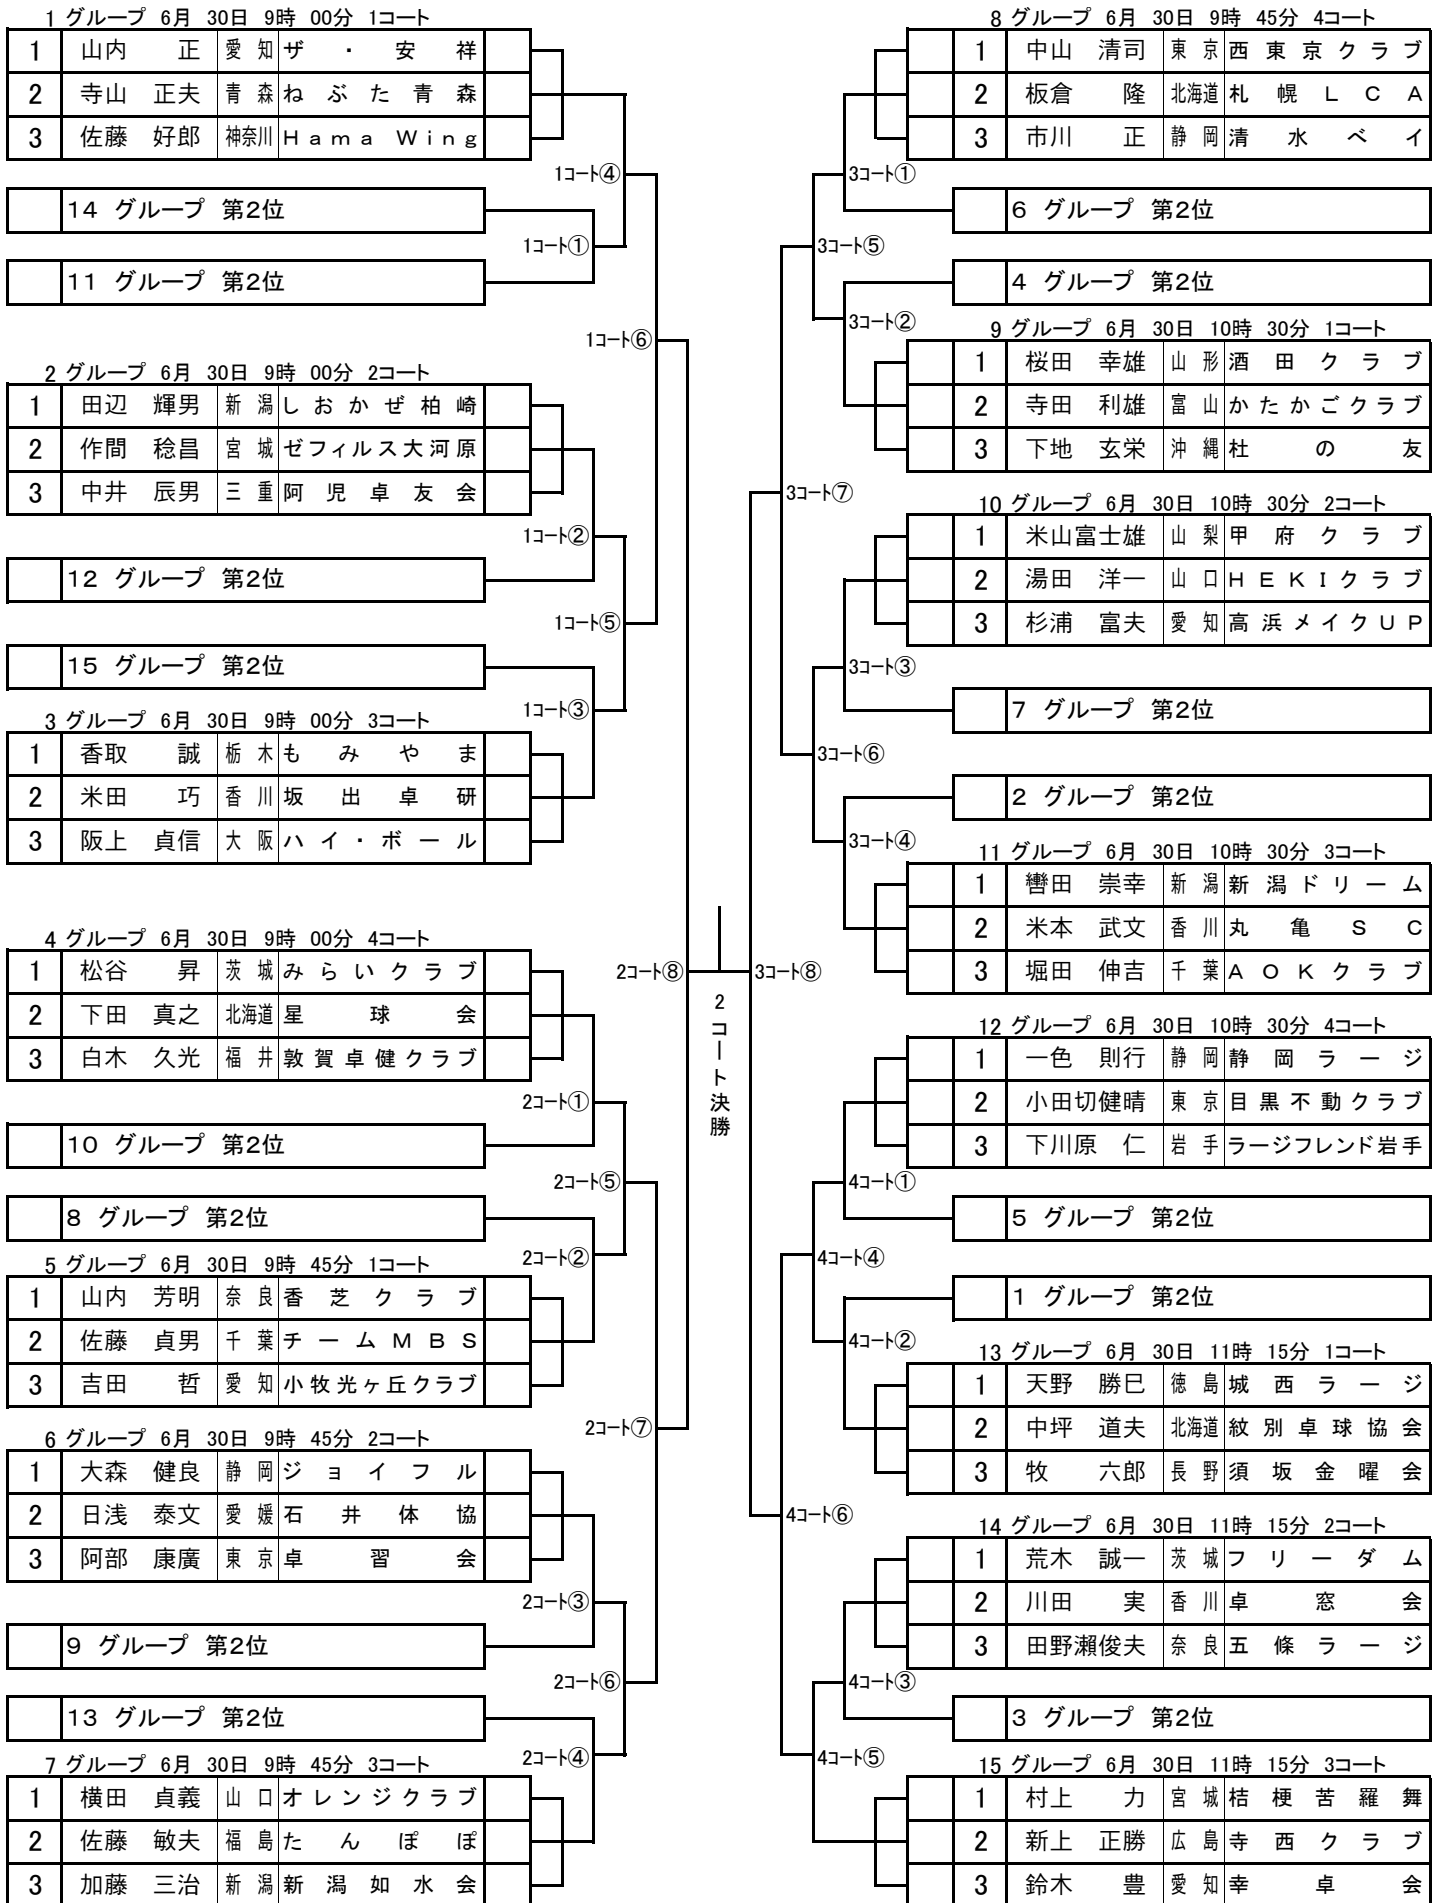 1 グループ 6月 30日 9時 00分 1コート
1 山内 正 愛知 ザ・安祥
2 寺山 正夫 青森 ねぶた青森
3 佐藤 好郎 神奈川 Hama Wing
1コート④
14 グループ 第2位
1コート①
11 グループ 第2位
1コート⑥
2 グループ 6月 30日 9時 00分 2コート
1 田辺 輝男 新潟 しおかぜ柏崎
2 作間 稔昌 宮城 ゼフィルス大河原
3 中井 辰男 三重 阿児卓友会
1コート②
12 グループ 第2位
1コート⑤
15 グループ 第2位
1コート③
3 グループ 6月 30日 9時 00分 3コート
1 香取 誠 栃木 もみやま
2 米田 巧 香川 坂出卓研
3 阪上 貞信 大阪 ハイ・ボール
4 グループ 6月 30日 9時 00分 4コート
1 松谷 昇 茨城 みらいクラブ
2 下田 真之 北海道 星球会
3 白木 久光 福井 敦賀卓健クラブ
2コート⑧
2コート①
10 グループ 第2位
2コート⑤
8 グループ 第2位
2コート②
5 グループ 6月 30日 9時 45分 1コート
1 山内 芳明 奈良 香芝クラブ
2 佐藤 貞男 千葉 チームMBS
3 吉田 哲 愛知 小牧光ヶ丘クラブ
2コート⑦
6 グループ 6月 30日 9時 45分 2コート
1 大森 健良 静岡 ジョイフル
2 日浅 泰文 愛媛 石井体協
3 阿部 康廣 東京 卓習会
2コート③
9 グループ 第2位
2コート⑥
13 グループ 第2位
2コート④
7 グループ 6月 30日 9時 45分 3コート
1 横田 貞義 山口 オレンジクラブ
2 佐藤 敏夫 福島 たんぽぽ
3 加藤 三治 新潟 新潟如水会
2コート決勝
8 グループ 6月 30日 9時 45分 4コート
1 中山 清司 東京 西東京クラブ
2 板倉 隆 北海道 札幌LCA
3 市川 正 静岡 清水ベイ
3コート①
6 グループ 第2位
3コート⑤
4 グループ 第2位
3コート②
9 グループ 6月 30日 10時 30分 1コート
1 桜田 幸雄 山形 酒田クラブ
2 寺田 利雄 富山 かたかごクラブ
3 下地 玄栄 沖縄 杜の友
3コート⑦
10 グループ 6月 30日 10時 30分 2コート
1 米山富士雄 山梨 甲府クラブ
2 湯田 洋一 山口 HEKIクラブ
3 杉浦 富夫 愛知 高浜メイクUP
3コート③
7 グループ 第2位
3コート⑥
2 グループ 第2位
3コート④
11 グループ 6月 30日 10時 30分 3コート
1 轡田 崇幸 新潟 新潟ドリーム
2 米本 武文 香川 丸亀SC
3 堀田 伸吉 千葉 AOKクラブ
3コート⑧
12 グループ 6月 30日 10時 30分 4コート
1 一色 則行 静岡 静岡ラージ
2 小田切健晴 東京 目黒不動クラブ
3 下川原 仁 岩手 ラージフレンド岩手
4コート①
5 グループ 第2位
4コート④
1 グループ 第2位
4コート②
13 グループ 6月 30日 11時 15分 1コート
1 天野 勝巳 徳島 城西ラージ
2 中坪 道夫 北海道 紋別卓球協会
3 牧 六郎 長野 須坂金曜会
4コート⑥
14 グループ 6月 30日 11時 15分 2コート
1 荒木 誠一 茨城 フリーダム
2 川田 実 香川 卓窓会
3 田野瀬俊夫 奈良 五條ラージ
4コート③
3 グループ 第2位
4コート⑤
15 グループ 6月 30日 11時 15分 3コート
1 村上 力 宮城 桔梗苦羅舞
2 新上 正勝 広島 寺西クラブ
3 鈴木 豊 愛知 幸卓会